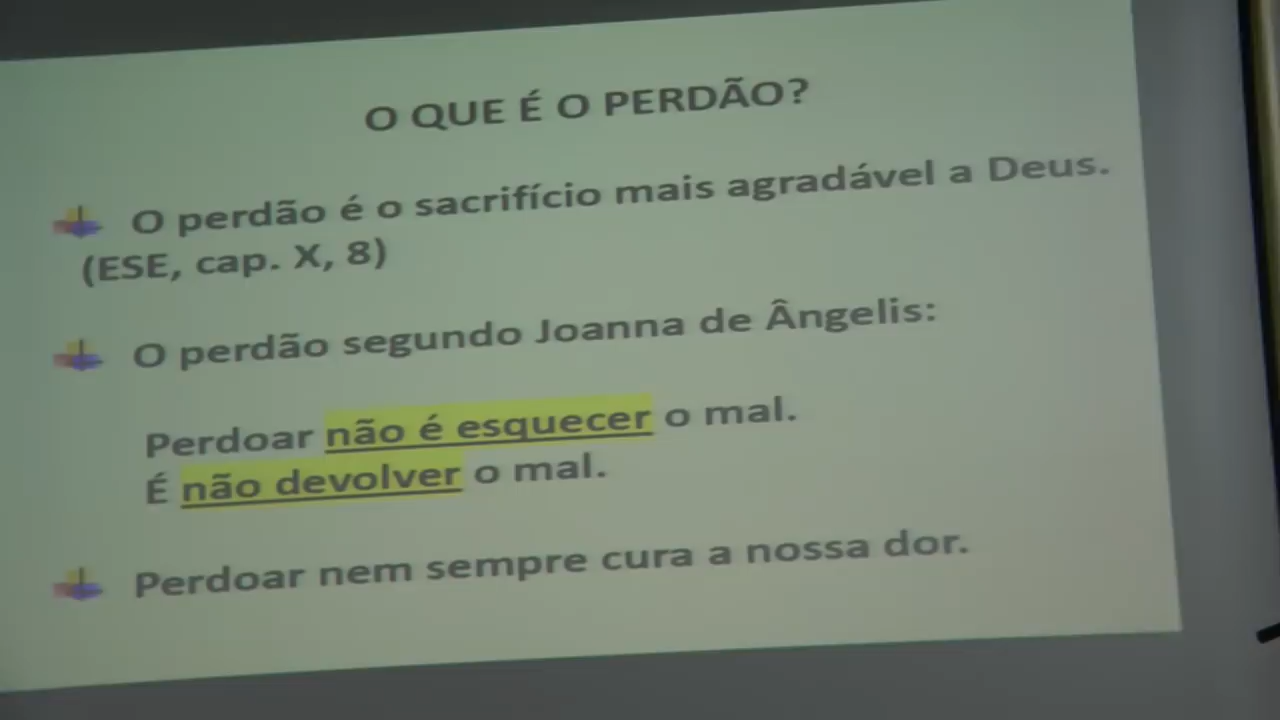 O QUE É O PERDÃO?
O perdão é o sacrifício mais agradável a Deus.
(ESE, cap. X, 8)
O perdão segundo Joanna de Ângelis:
Perdoar não é esquecer o mal.
É não devolver o mal.
Perdoar nem sempre cura a nossa dor.